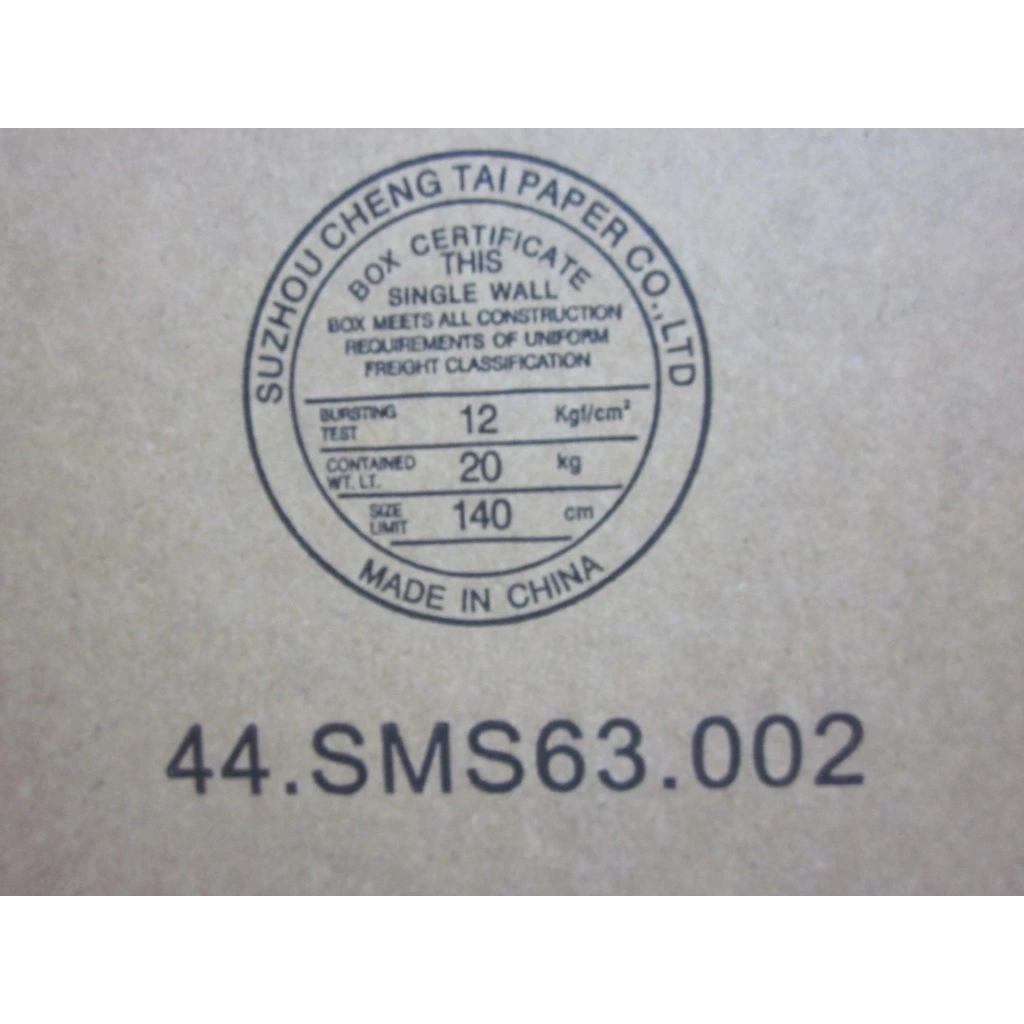 SUZHOU CHENG TAI PAPER CO.,LTD
BOX CERTIFICATE
THIS
SINGLE WALL
BOX MEETS ALL CONSTRUCTION
REQUIREMENTS OF UNIFORM
FREIGHT CLASSIFICATION
BURSTING TEST 12 Kgf/cm²
CONTAINED WT. LT. 20 kg
SIZE LIMIT 140 cm
MADE IN CHINA
44.SMS63.002